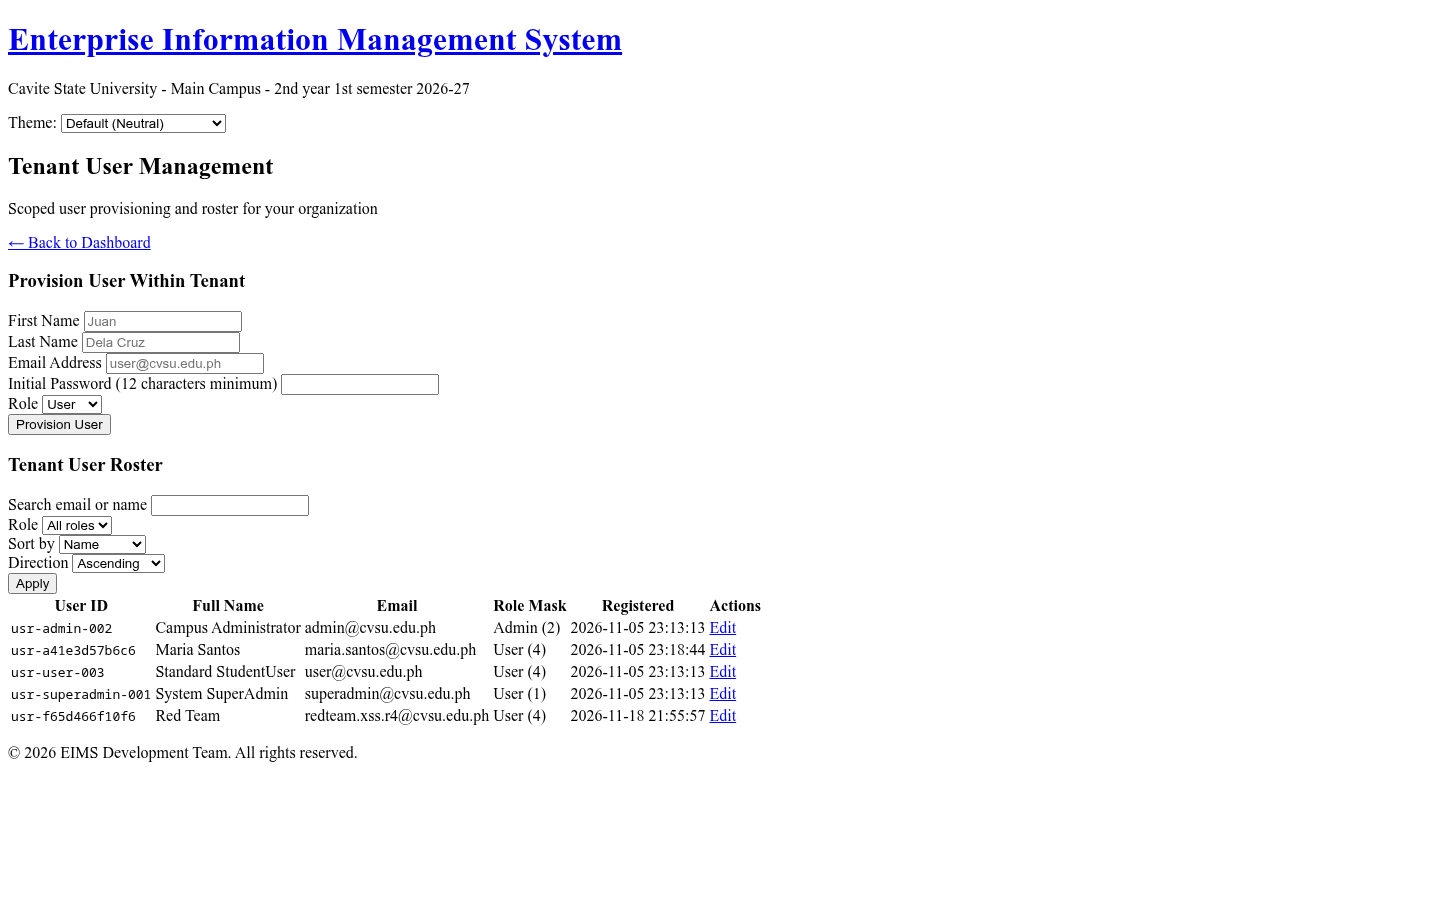 Enterprise Information Management System
Cavite State University - Main Campus - 2nd year 1st semester 2026-27
Theme: Default (Neutral)
Tenant User Management
Scoped user provisioning and roster for your organization
← Back to Dashboard
Provision User Within Tenant
First Name Juan
Last Name Dela Cruz
Email Address user@cvsu.edu.ph
Initial Password (12 characters minimum)
Role User
Provision User
Tenant User Roster
Search email or name
Role All roles
Sort by Name
Direction Ascending
Apply
User ID Full Name Email Role Mask Registered Actions
usr-admin-002 Campus Administrator admin@cvsu.edu.ph Admin (2) 2026-11-05 23:13:13 Edit
usr-a41e3d57b6c6 Maria Santos maria.santos@cvsu.edu.ph User (4) 2026-11-05 23:18:44 Edit
usr-user-003 Standard StudentUser user@cvsu.edu.ph User (4) 2026-11-05 23:13:13 Edit
usr-superadmin-001 System SuperAdmin superadmin@cvsu.edu.ph User (1) 2026-11-05 23:13:13 Edit
usr-f65d466f10f6 Red Team redteam.xss.r4@cvsu.edu.ph User (4) 2026-11-18 21:55:57 Edit
© 2026 EIMS Development Team. All rights reserved.